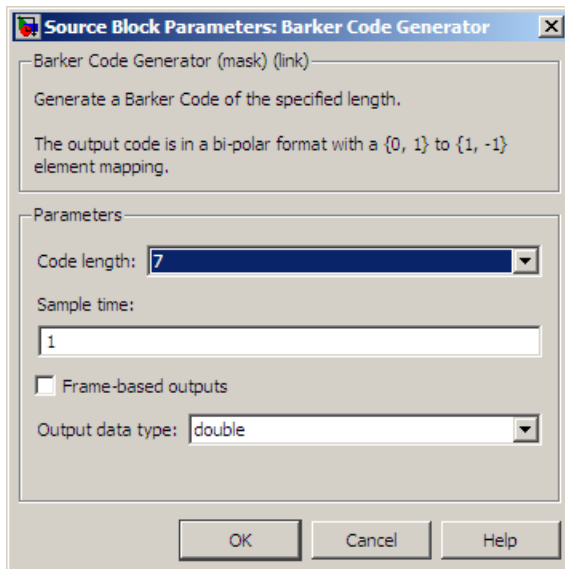 Source Block Parameters: Barker Code Generator
Barker Code Generator (mask) (link)
Generate a Barker Code of the specified length.
The output code is in a bi-polar format with a {0, 1} to {1, -1}
element mapping.
Parameters
Code length: 7
Sample time:
1
Frame-based outputs
Output data type: double
OK Cancel Help